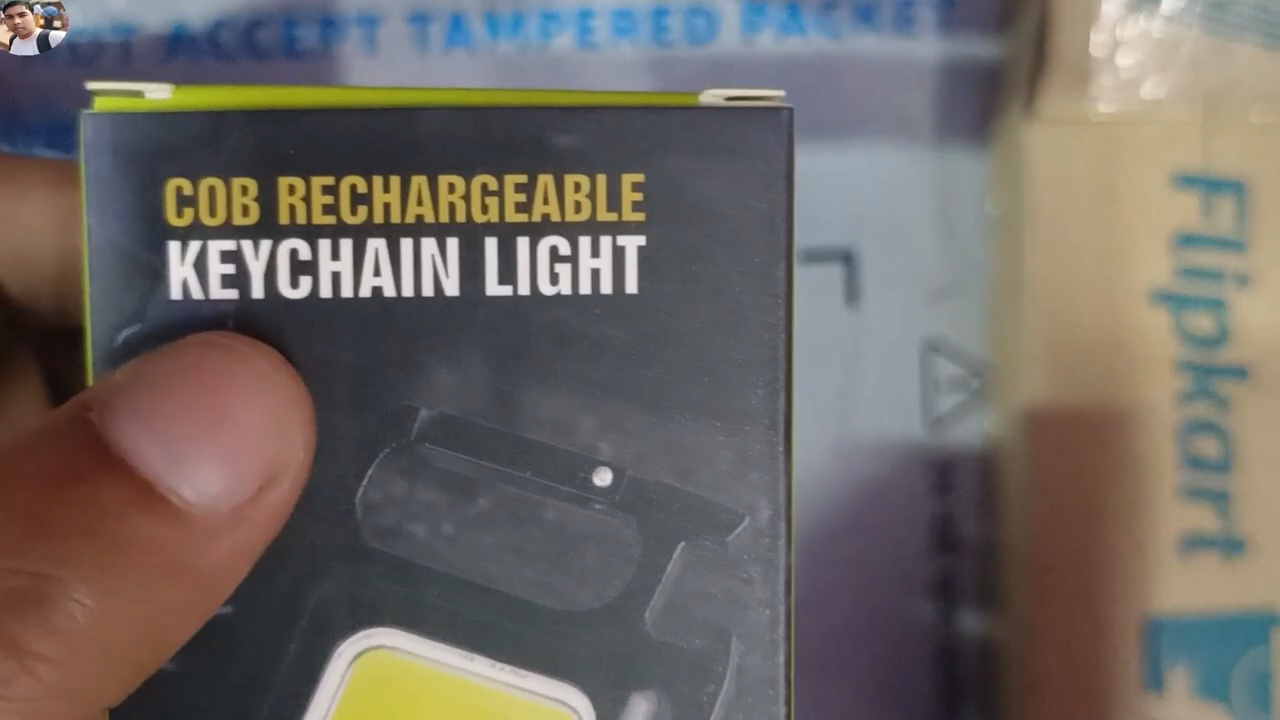 ACCEPT TAMPERED PACKET
COB RECHARGEABLE
KEYCHAIN LIGHT
Flipkart